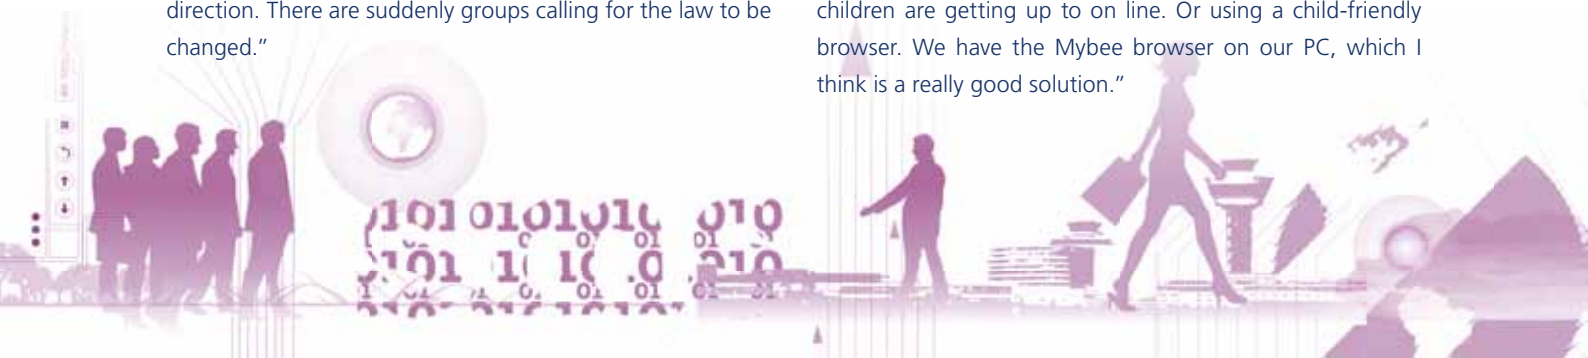 direction. There are suddenly groups calling for the law to be
changed.”
children are getting up to on line. Or using a child-friendly
browser. We have the Mybee browser on our PC, which I
think is a really good solution.”